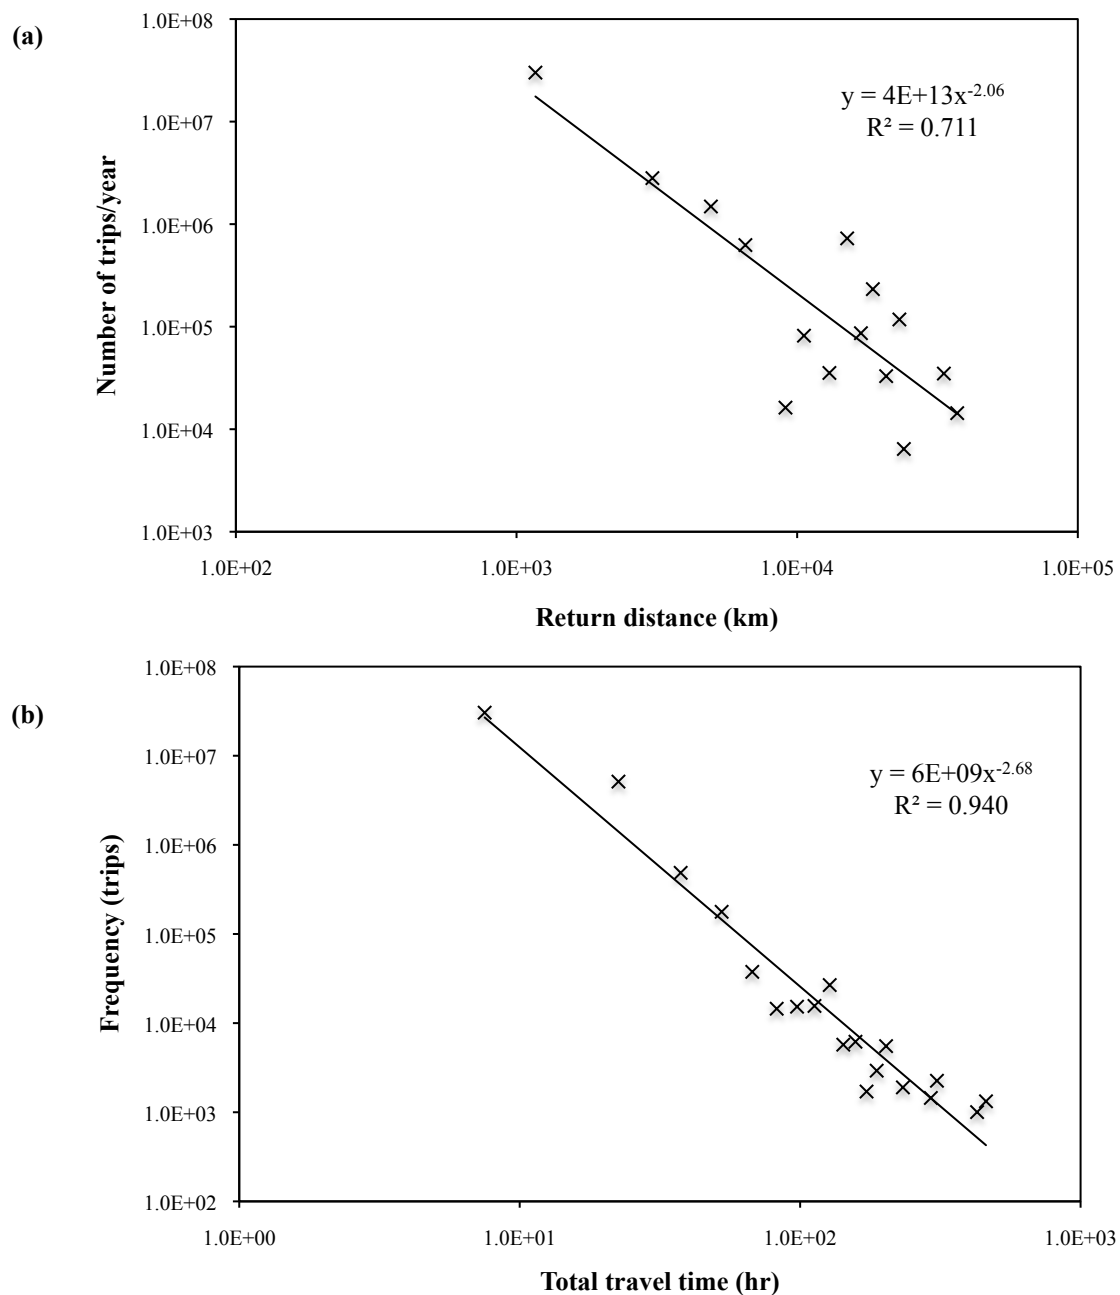 (a)
1.0E+08
1.0E+07
1.0E+06
1.0E+05
1.0E+04
1.0E+03
Number of trips/year
y = 4E+13x-2.06
R² = 0.711
1.0E+02 1.0E+03 1.0E+04 1.0E+05
Return distance (km)
(b)
1.0E+08
1.0E+07
1.0E+06
1.0E+05
1.0E+04
1.0E+03
1.0E+02
Frequency (trips)
y = 6E+09x-2.68
R² = 0.940
1.0E+00 1.0E+01 1.0E+02 1.0E+03
Total travel time (hr)